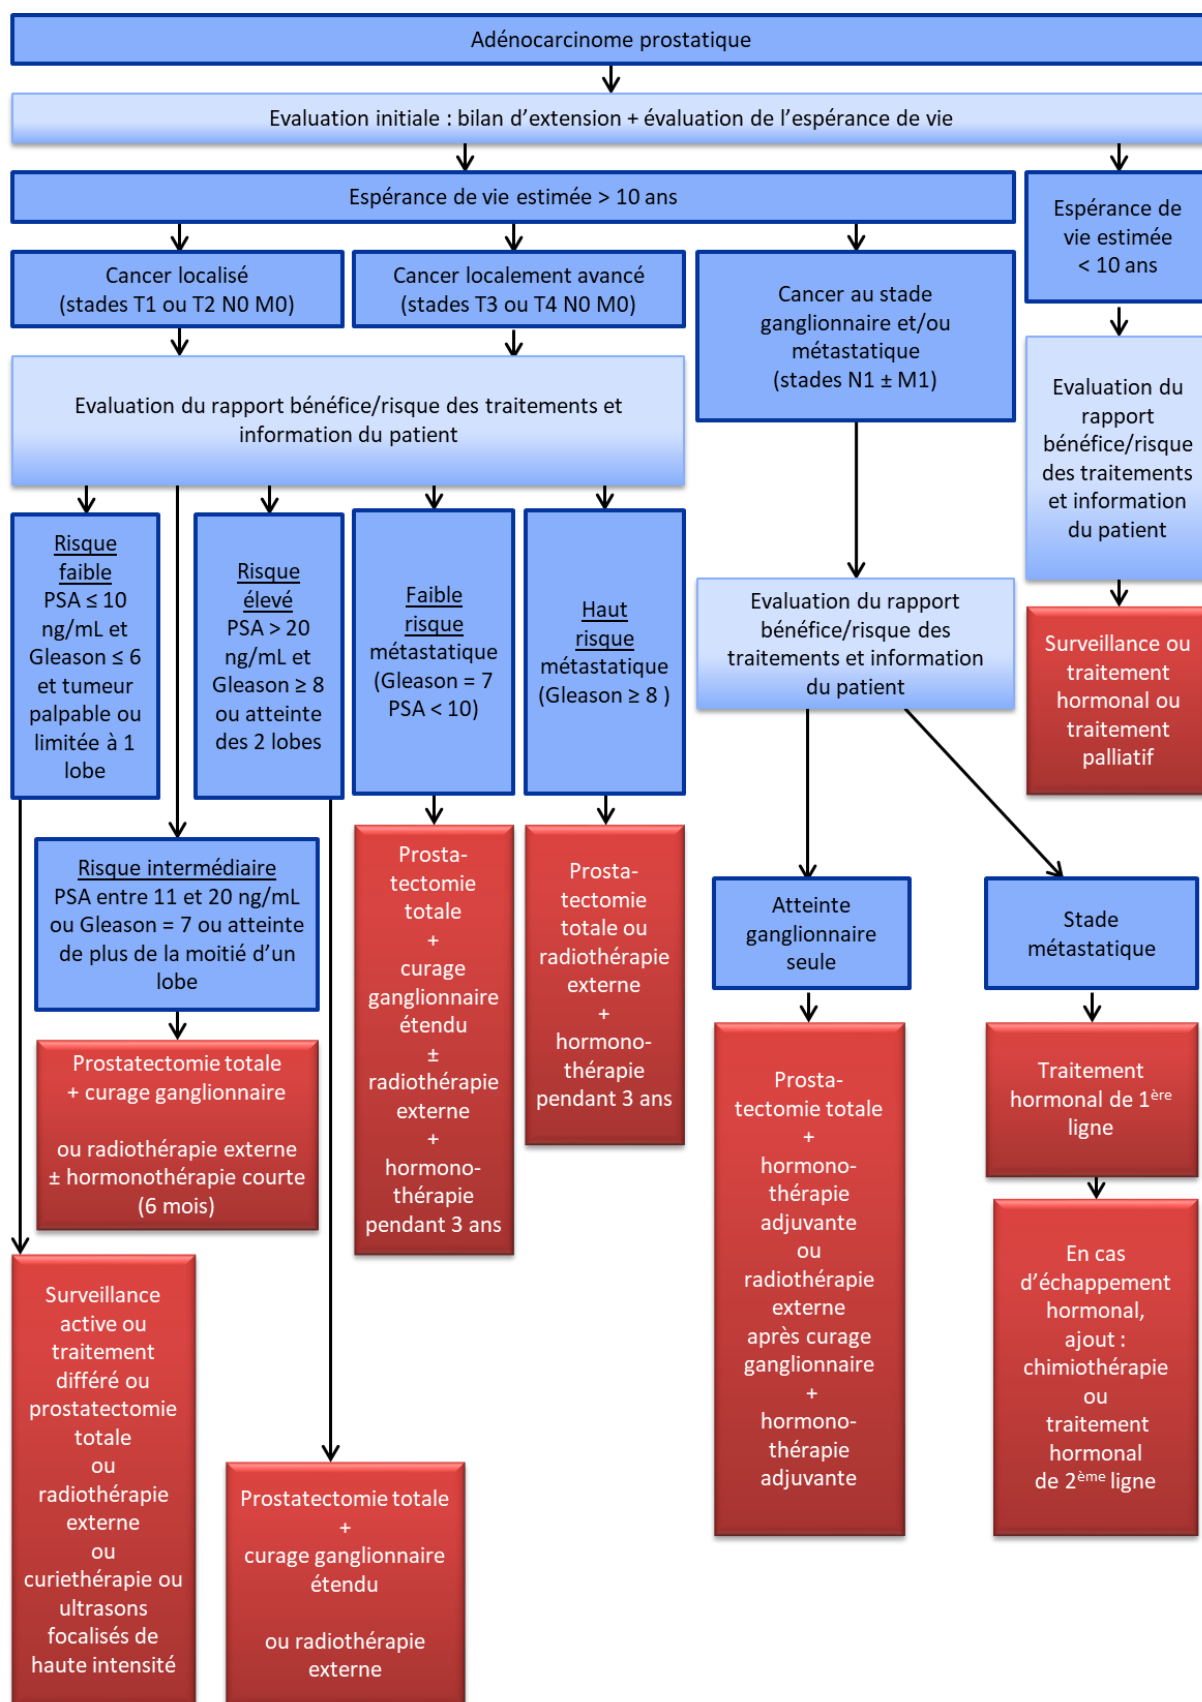 Adénocarcinome prostatique
Evaluation initiale : bilan d’extension + évaluation de l’espérance de vie
Espérance de vie estimée > 10 ans
Espérance de
vie estimée
< 10 ans
Cancer localisé
(stades T1 ou T2 N0 M0)
Cancer localement avancé
(stades T3 ou T4 N0 M0)
Cancer au stade
ganglionnaire et/ou
métastatique
(stades N1 ± M1)
Evaluation du rapport bénéfice/risque des traitements et
information du patient
Evaluation du
rapport
bénéfice/risque
des traitements
et information
du patient
Risque
faible
PSA ≤ 10
ng/mL et
Gleason ≤ 6
et tumeur
palpable ou
limitée à 1
lobe
Risque
élevé
PSA > 20
ng/mL et
Gleason ≥ 8
ou atteinte
des 2 lobes
Faible
risque
métastatique
(Gleason = 7
PSA < 10)
Haut
risque
métastatique
(Gleason ≥ 8 )
Evaluation du rapport
bénéfice/risque des
traitements et information
du patient
Surveillance ou
traitement
hormonal ou
traitement
palliatif
Risque intermédiaire
PSA entre 11 et 20 ng/mL
ou Gleason = 7 ou atteinte
de plus de la moitié d’un
lobe
Prosta-
tectomie
totale
+
curage
ganglionnaire
étendu
±
radiothérapie
externe
+
hormono-
thérapie
pendant 3 ans
Prosta-
tectomie
totale ou
radiothérapie
externe
+
hormono-
thérapie
pendant 3 ans
Atteinte
ganglionnaire
seule
Stade
métastatique
Prostatectomie totale
+ curage ganglionnaire
ou radiothérapie externe
± hormonothérapie courte
(6 mois)
Prosta-
tectomie totale
+
hormono-
thérapie
adjuvante
ou
radiothérapie
externe
après curage
ganglionnaire
+
hormono-
thérapie
adjuvante
Traitement
hormonal de 1ère
ligne
En cas
d’échappement
hormonal,
ajout :
chimiothérapie
ou
traitement
hormonal
de 2ème ligne
Surveillance
active ou
traitement
différé ou
prostatectomie
totale
ou
radiothérapie
externe
ou
curiethérapie ou
ultrasons
focalisés de
haute intensité
Prostatectomie totale
+
curage ganglionnaire
étendu
ou radiothérapie
externe